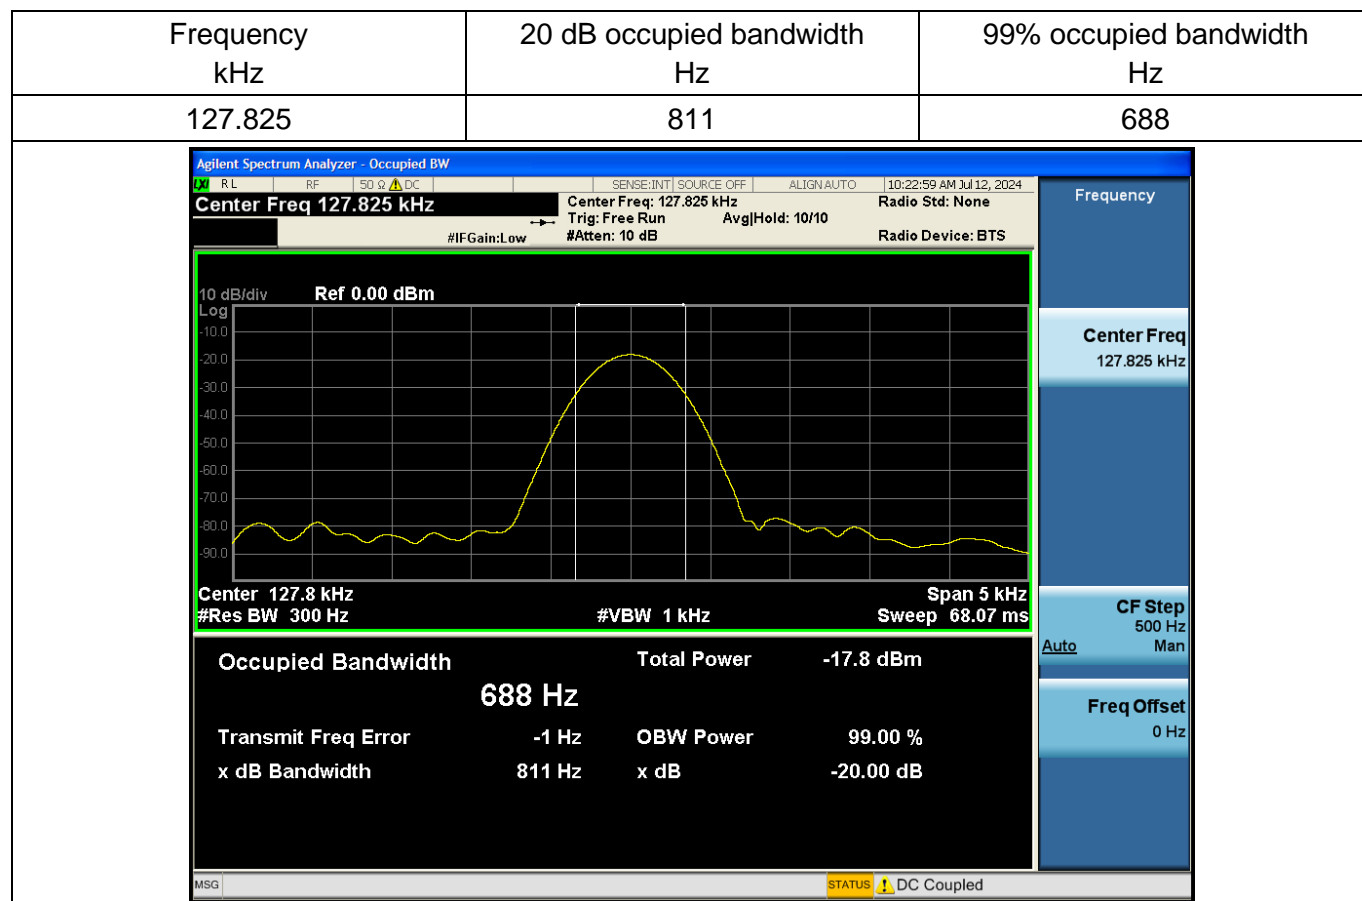 Frequency 20 dB occupied bandwidth 99% occupied bandwidth
kHz Hz Hz
127.825 811 688
Agilent Spectrum Analyzer - Occupied BW
LXI RL RF 50 Ω DC SENSE:INT SOURCE OFF ALIGN AUTO 10:22:59 AM Jul 12, 2024
Center Freq 127.825 kHz Center Freq: 127.825 kHz Radio Std: None Frequency
Trig: Free Run Avg|Hold: 10/10
#IFGain:Low #Atten: 10 dB Radio Device: BTS
10 dB/div Ref 0.00 dBm
Log
-10.0
-20.0
-30.0
-40.0
-50.0
-60.0
-70.0
-80.0
-90.0
Center 127.8 kHz Span 5 kHz
#Res BW 300 Hz #VBW 1 kHz Sweep 68.07 ms
Center Freq
127.825 kHz
CF Step
500 Hz
Auto Man
Freq Offset
0 Hz
Occupied Bandwidth Total Power -17.8 dBm
688 Hz
Transmit Freq Error -1 Hz OBW Power 99.00 %
x dB Bandwidth 811 Hz x dB -20.00 dB
MSG STATUS DC Coupled